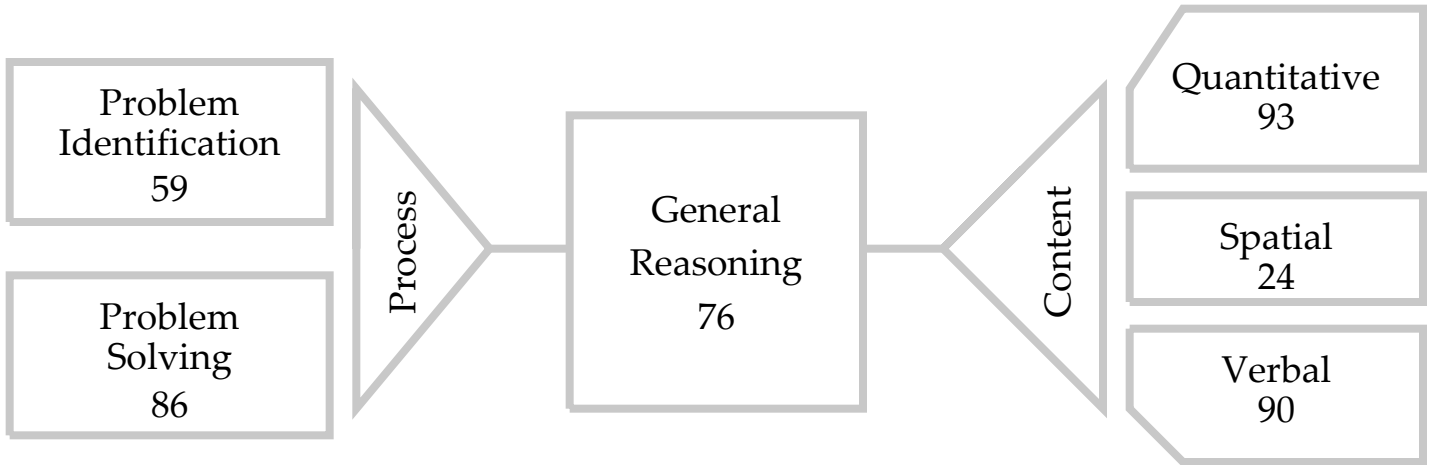 Problem
Identification
59
Problem
Solving
86
Process
General
Reasoning
76
Content
Quantitative
93
Spatial
24
Verbal
90